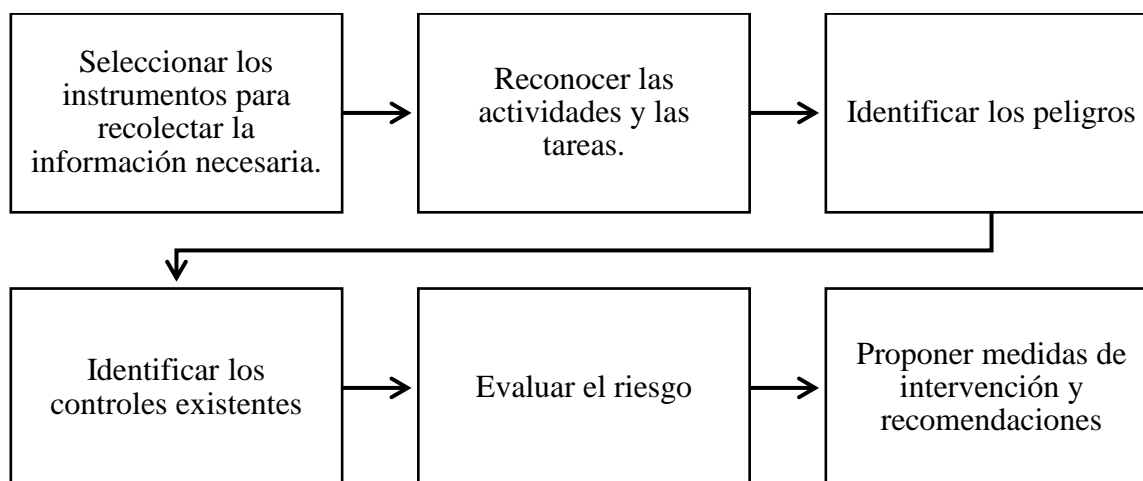 Seleccionar los
instrumentos para
recolectar la
información necesaria.
Reconocer las
actividades y las
tareas.
Identificar los peligros
Identificar los
controles existentes
Evaluar el riesgo
Proponer medidas de
intervención y
recomendaciones